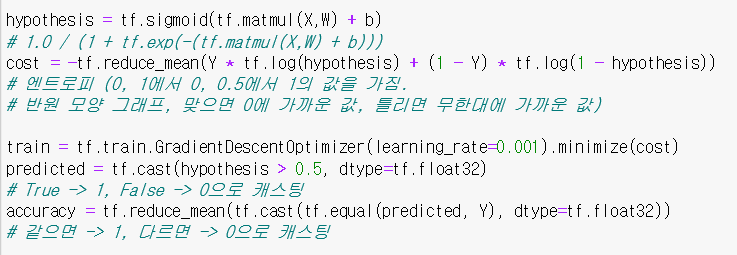 hypothesis = tf.sigmoid(tf.matmul(X,W) + b)
# 1.0 / (1 + tf.exp(-(tf.matmul(X,W) + b)))
cost = -tf.reduce_mean(Y * tf.log(hypothesis) + (1 - Y) * tf.log(1 - hypothesis))
# 엔트로피 (0, 1에서 0, 0.5에서 1의 값을 가짐.
# 반원 모양 그래프, 맞으면 0에 가까운 값, 틀리면 무한대에 가까운 값)
train = tf.train.GradientDescentOptimizer(learning_rate=0.001).minimize(cost)
predicted = tf.cast(hypothesis > 0.5, dtype=tf.float32)
# True -> 1, False -> 0으로 캐스팅
accuracy = tf.reduce_mean(tf.cast(tf.equal(predicted, Y), dtype=tf.float32))
# 같으면 -> 1, 다르면 -> 0으로 캐스팅